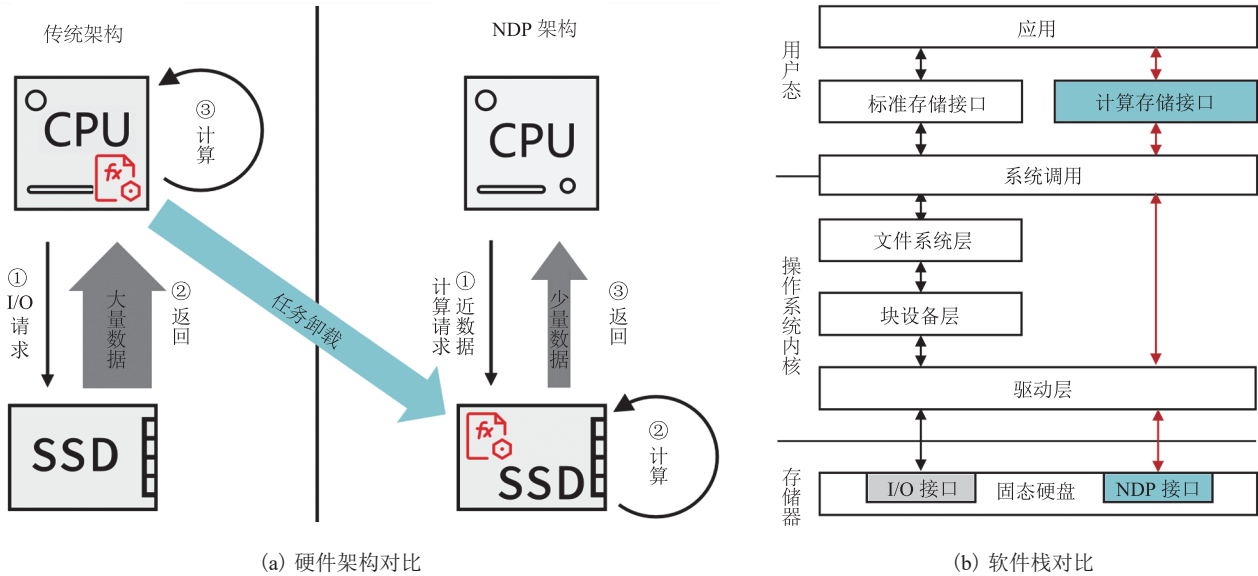 传统架构
NDP 架构
CPU
fx
③计算
CPU
①I/O请求
大量数据
②返回
任务卸载
①近数据
计算请求
少量数据
③返回
SSD
fx
SSD
②计算
(a) 硬件架构对比
用户态
应用
标准存储接口
计算存储接口
系统调用
操作系统内核
文件系统层
块设备层
驱动层
存储器
I/O 接口
固态硬盘
NDP 接口
(b) 软件栈对比